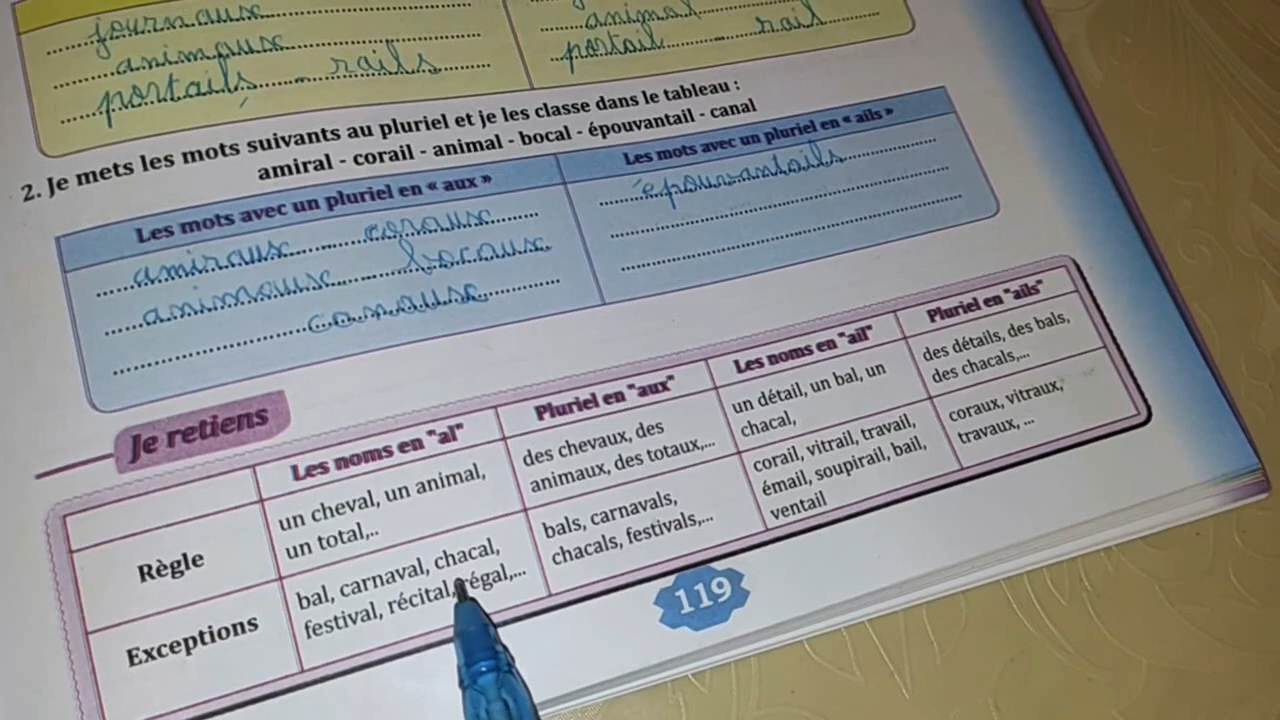 journaux
animaux
portails - rails
animal
portail - rail
2. Je mets les mots suivants au pluriel et je les classe dans le tableau :
amiral - corail - animal - bocal - épouvantail - canal
Les mots avec un pluriel en « aux »
amiraux - coraux
animaux - bocaux
canaux
Les mots avec un pluriel en « ails »
épouvantails
Je retiens
Les noms en "al"
Pluriel en "aux"
Les noms en "ail"
Pluriel en "ails"
Règle
un cheval, un animal,
un total,..
des chevaux, des
animaux, des totaux,...
un détail, un bal, un
chacal,
des détails, des bals,
des chacals,...
Exceptions
bal, carnaval, chacal,
festival, récital, régal,...
bals, carnavals,
chacals, festivals,...
corail, vitrail, travail,
émail, soupirail, bail,
ventail
coraux, vitraux,
travaux, ...
119